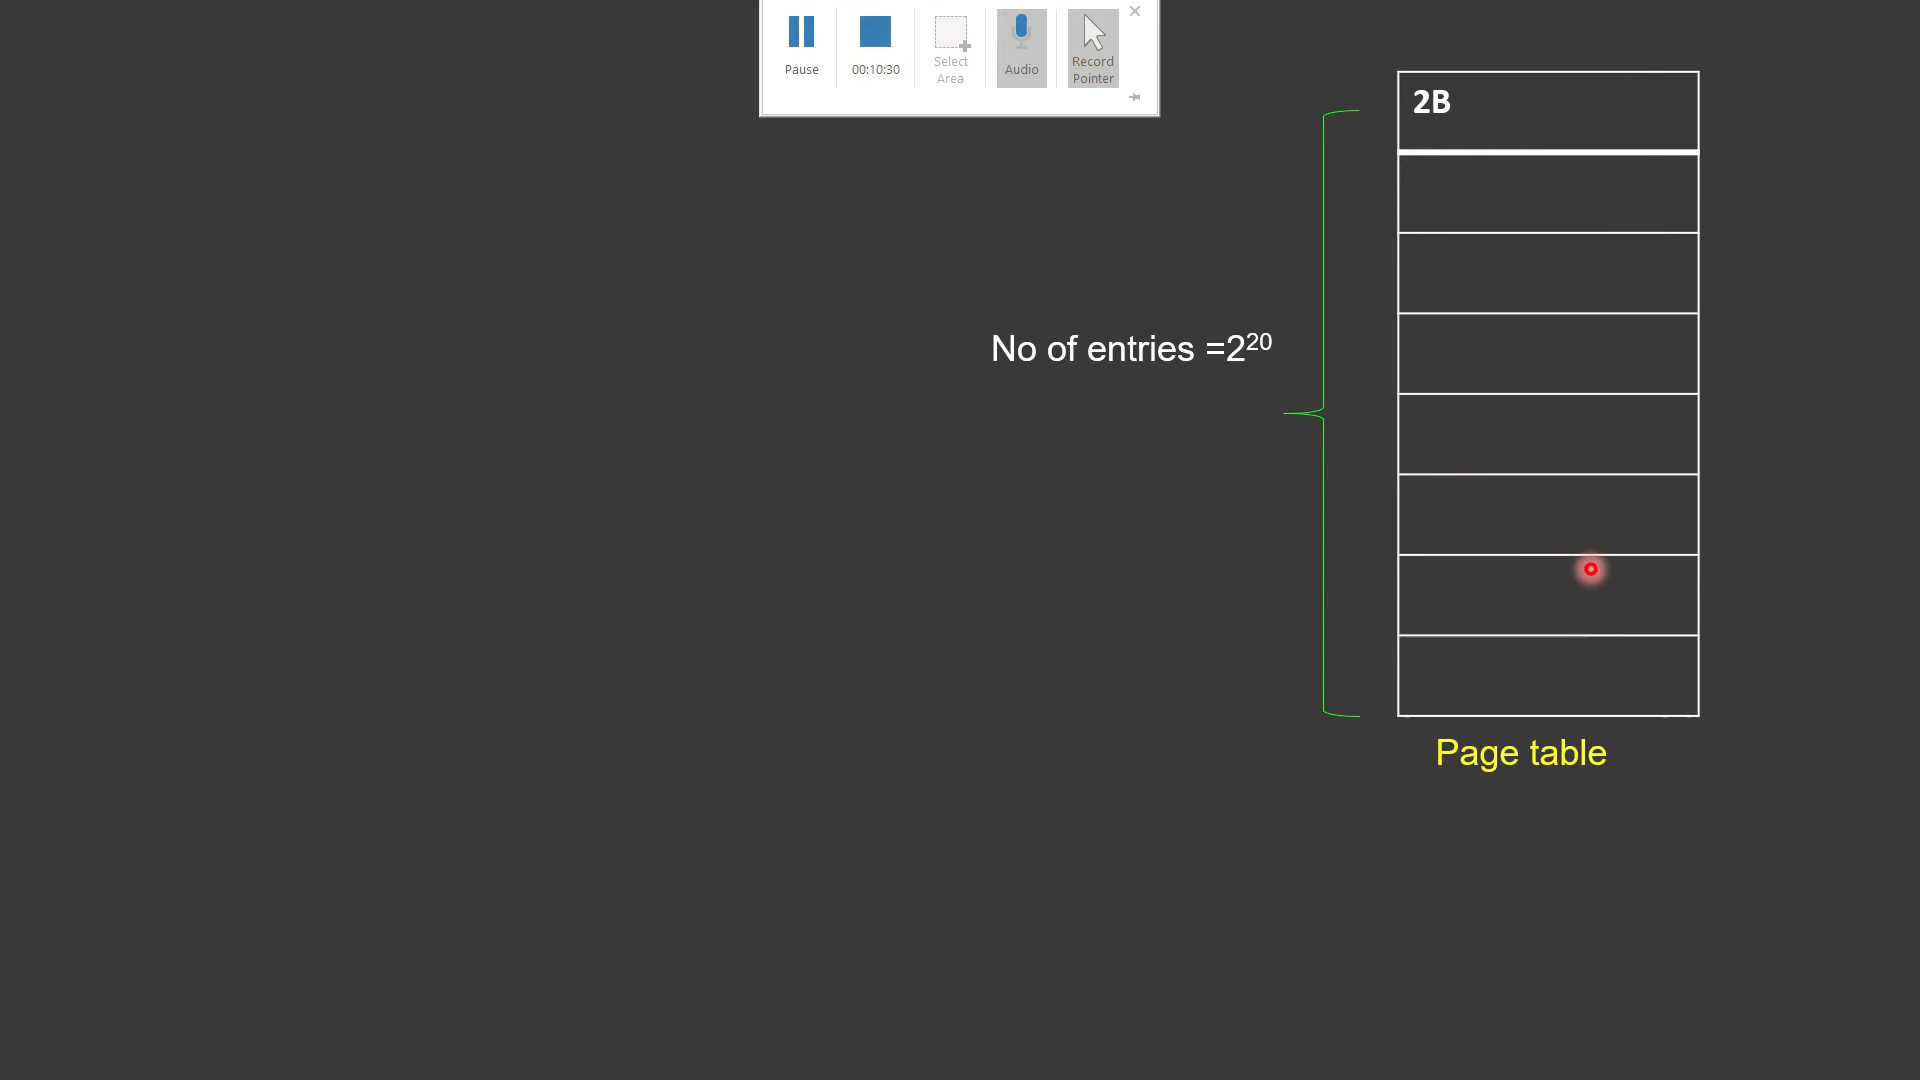 Pause
00:10:30
Select
Area
Audio
Record
Pointer
2B
No of entries =2²⁰
Page table